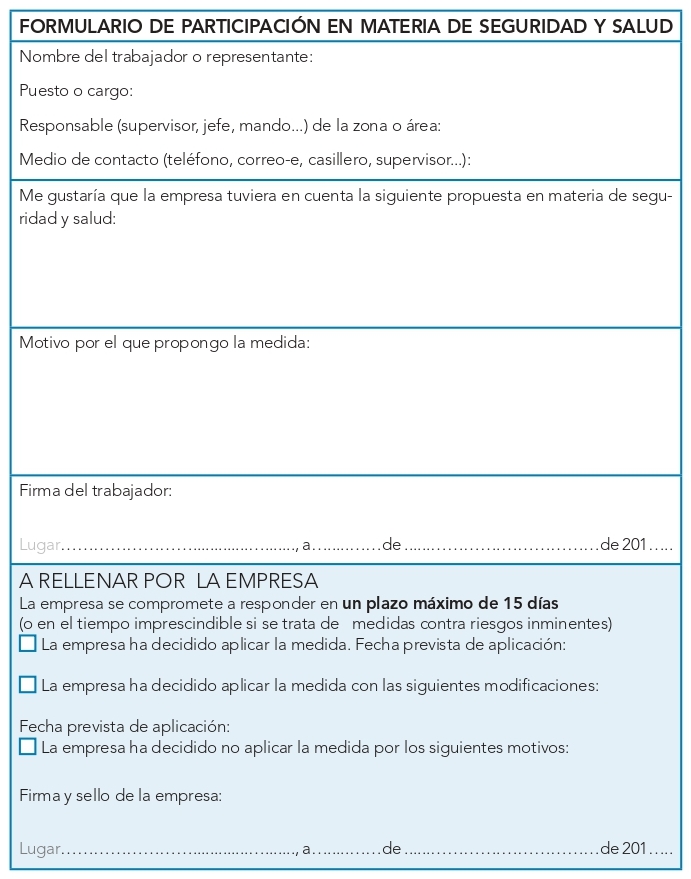 FORMULARIO DE PARTICIPACIÓN EN MATERIA DE SEGURIDAD Y SALUD
Nombre del trabajador o representante:
Puesto o cargo:
Responsable (supervisor, jefe, mando...) de la zona o área:
Medio de contacto (teléfono, correo-e, casillero, supervisor...):
Me gustaría que la empresa tuviera en cuenta la siguiente propuesta en materia de segu-
ridad y salud:
Motivo por el que propongo la medida:
Firma del trabajador:
Lugar..............................................., a..............de ..........................................de 201.....
A RELLENAR POR LA EMPRESA
La empresa se compromete a responder en un plazo máximo de 15 días
(o en el tiempo imprescindible si se trata de medidas contra riesgos inminentes)
La empresa ha decidido aplicar la medida. Fecha prevista de aplicación:
La empresa ha decidido aplicar la medida con las siguientes modificaciones:
Fecha prevista de aplicación:
La empresa ha decidido no aplicar la medida por los siguientes motivos:
Firma y sello de la empresa:
Lugar..............................................., a..............de ..........................................de 201.....